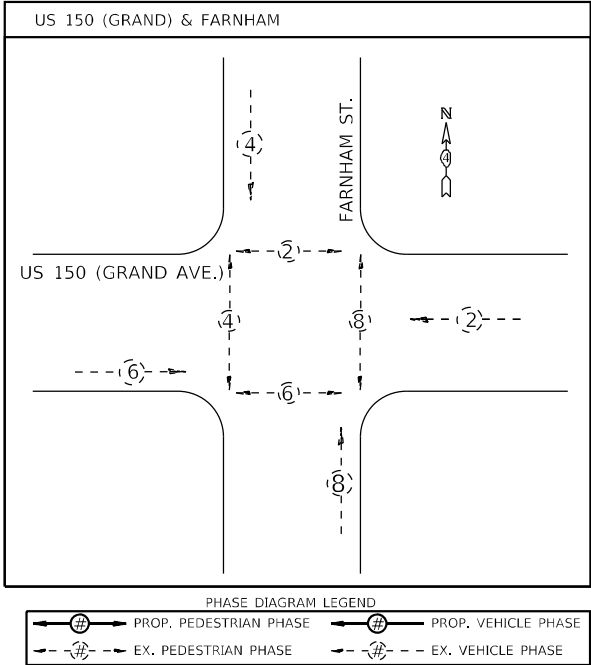 US 150 (GRAND) & FARNHAM
FARNHAM ST.
N
4
4
2
US 150 (GRAND AVE.)
4
8
2
6
6
8
PHASE DIAGRAM LEGEND
# PROP. PEDESTRIAN PHASE # PROP. VEHICLE PHASE
# EX. PEDESTRIAN PHASE # EX. VEHICLE PHASE